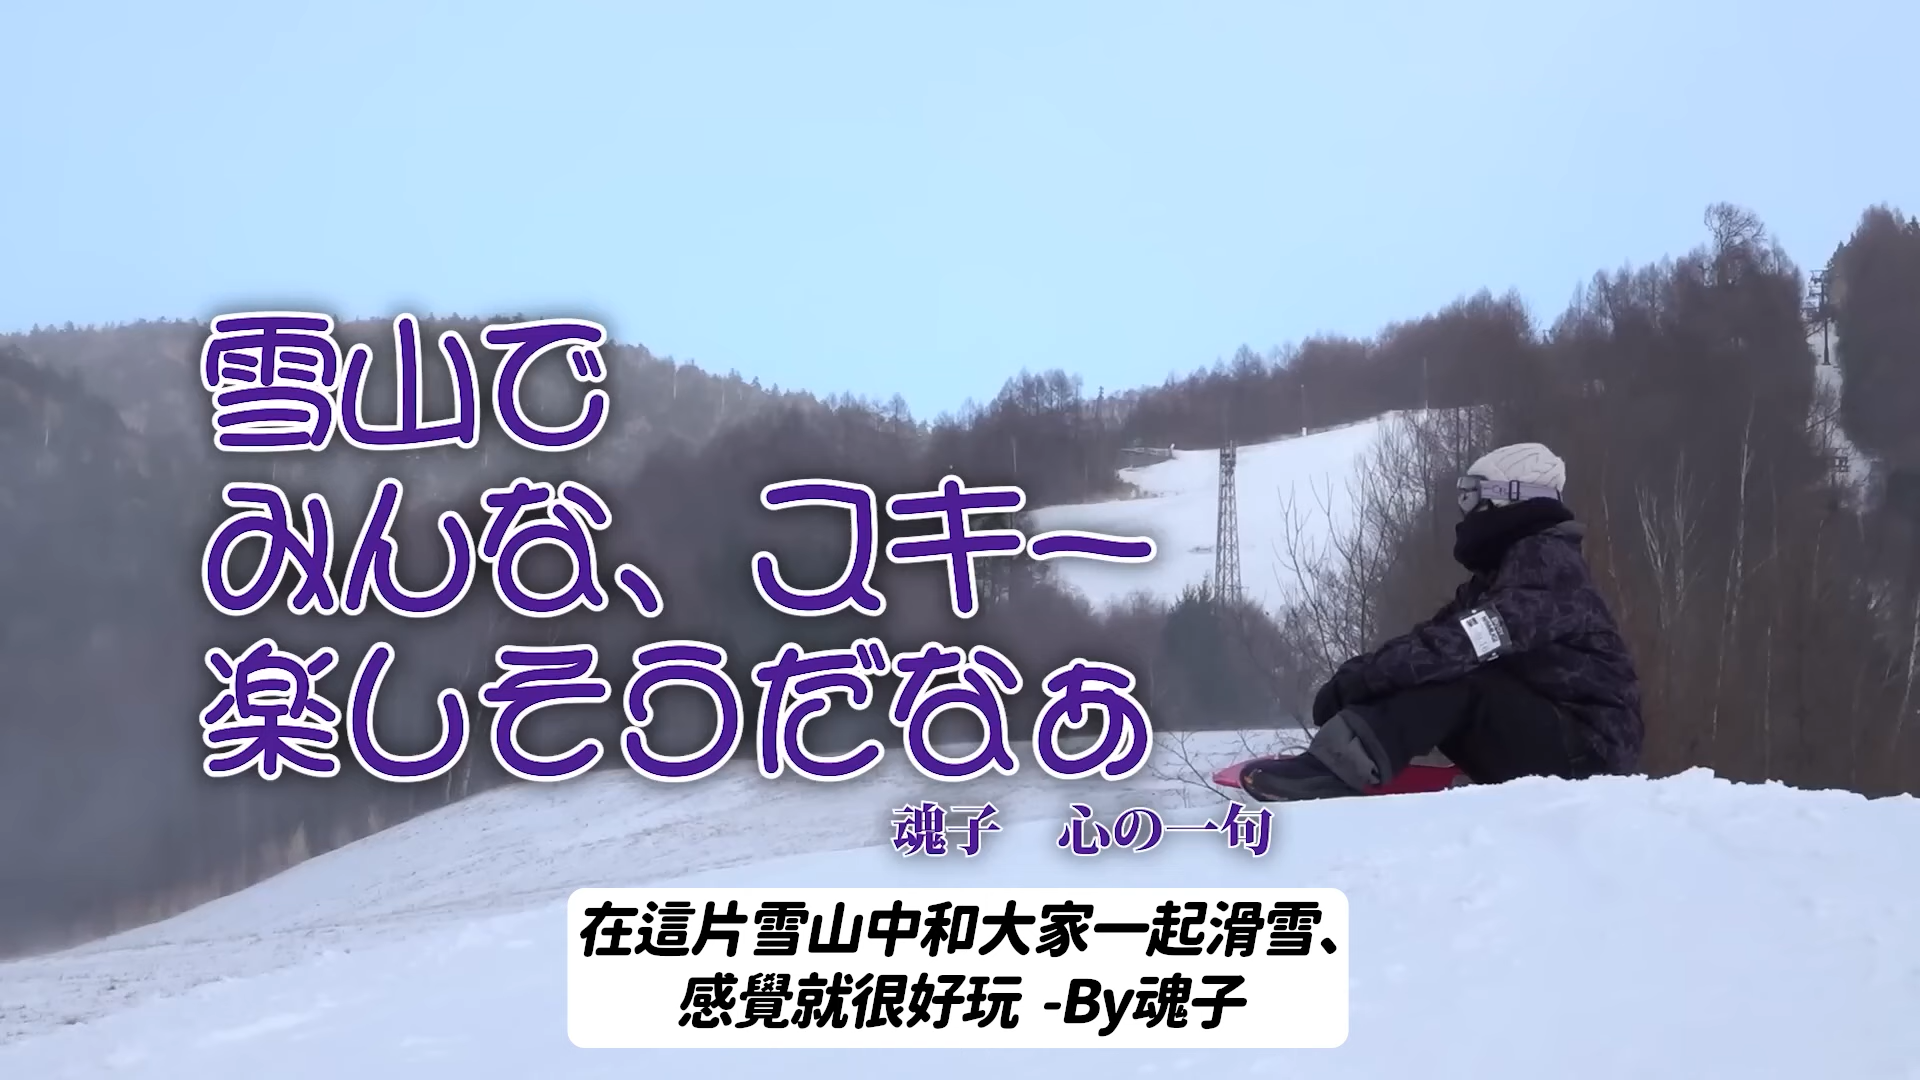 雪山で
みんな、スキー
楽しそうだなぁ
魂子　心の一句
在這片雪山中和大家一起滑雪、
感覺就很好玩 -By魂子